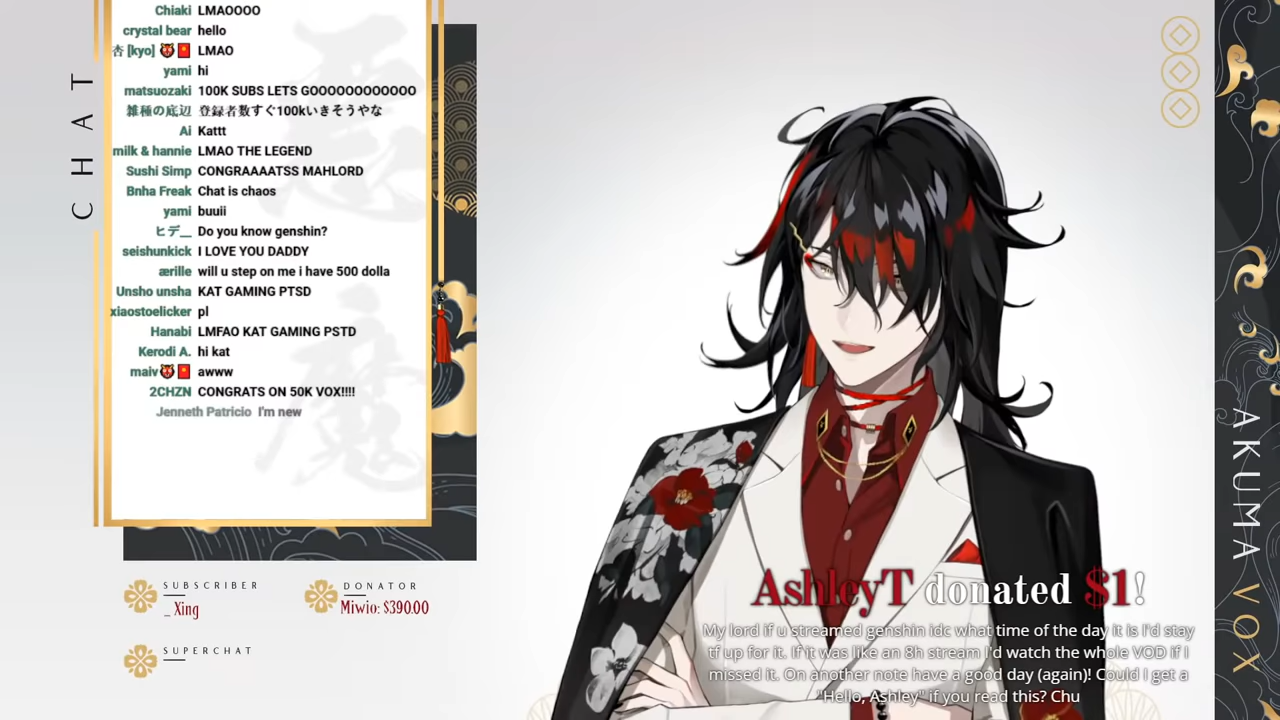 CHAT
Chiaki LMAOOOO
crystal bear hello
杏 [kyo] LMAO
yami hi
matsuozaki 100K SUBS LETS GOOOOOOOOOOOO
雑種の底辺 登録者数すぐ100kいきそうやな
Ai Kattt
milk & hannie LMAO THE LEGEND
Sushi Simp CONGRAAAATSS MAHLORD
Bnha Freak Chat is chaos
yami buuii
ヒデ__ Do you know genshin?
seishunkick I LOVE YOU DADDY
ærille will u step on me i have 500 dolla
Unsho unsha KAT GAMING PTSD
xiaostoelicker pl
Hanabi LMFAO KAT GAMING PSTD
Kerodi A. hi kat
maiv awww
2CHZN CONGRATS ON 50K VOX!!!!
Jenneth Patricio I'm new
悪
魔
SUBSCRIBER
_ Xing
DONATOR
Miwio: $390.00
SUPERCHAT
AshleyT donated $1!
My lord if u streamed genshin idc what time of the day it is I'd stay
tf up for it. If it was like an 8h stream I'd watch the whole VOD if I
missed it. On another note have a good day (again)! Could I get a
"Hello, Ashley" if you read this? Chu
AKUMA VOX